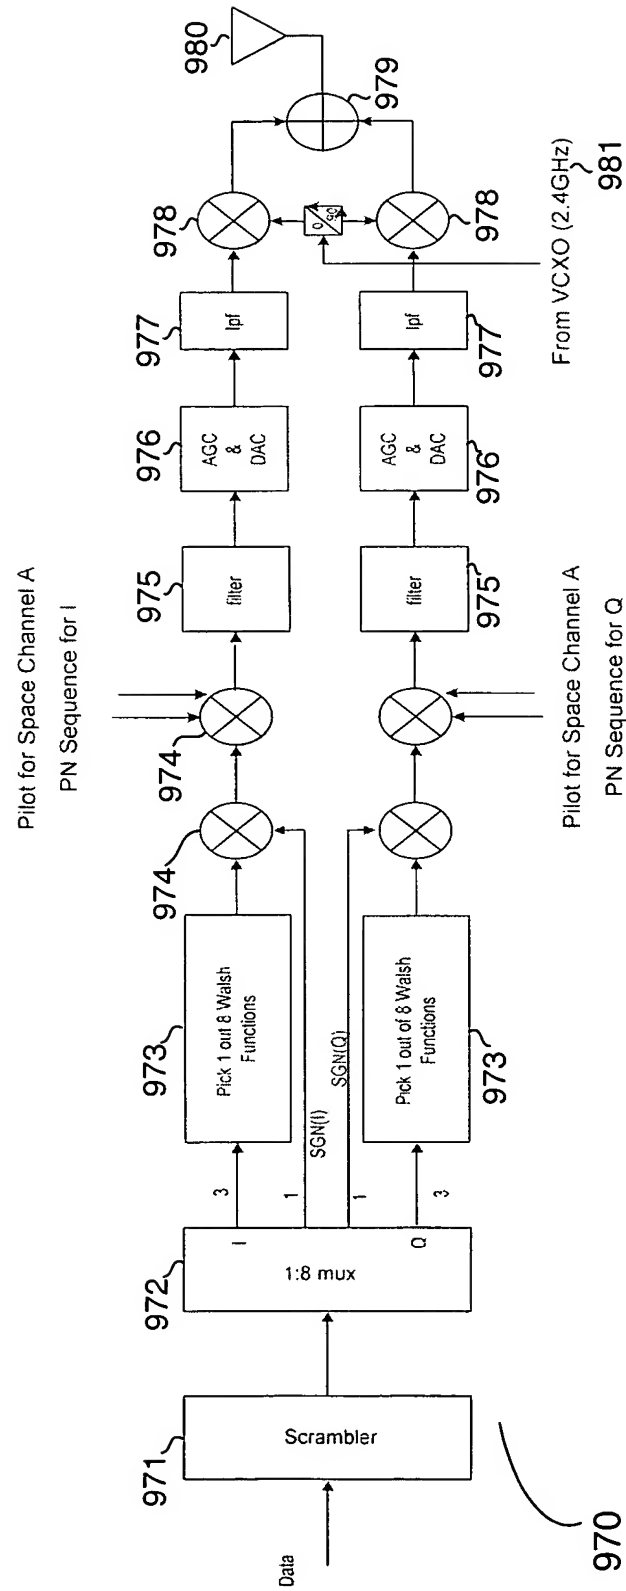 Data
971
Scrambler
972
1:8 mux
I
Q
3
1
1
3
SGN(I)
SGN(Q)
973
Pick 1 out 8 Walsh
Functions
Pick 1 out of 8 Walsh
Functions
973
974
974
Pilot for Space Channel A
PN Sequence for I
Pilot for Space Channel A
PN Sequence for Q
975
filter
filter
975
976
AGC
&
DAC
AGC
&
DAC
976
977
lpf
lpf
977
978
0
90
978
From VCXO (2.4GHz)
981
979
980
970